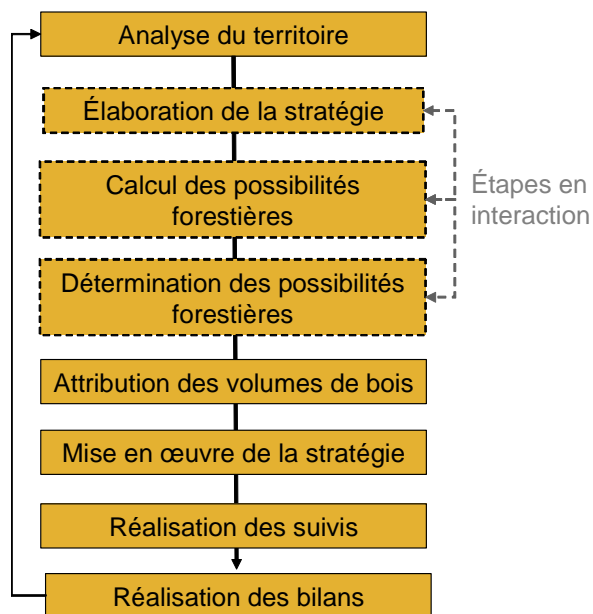 Analyse du territoire
Élaboration de la stratégie
Calcul des possibilités
forestières
Étapes en
interaction
Détermination des possibilités
forestières
Attribution des volumes de bois
Mise en œuvre de la stratégie
Réalisation des suivis
Réalisation des bilans